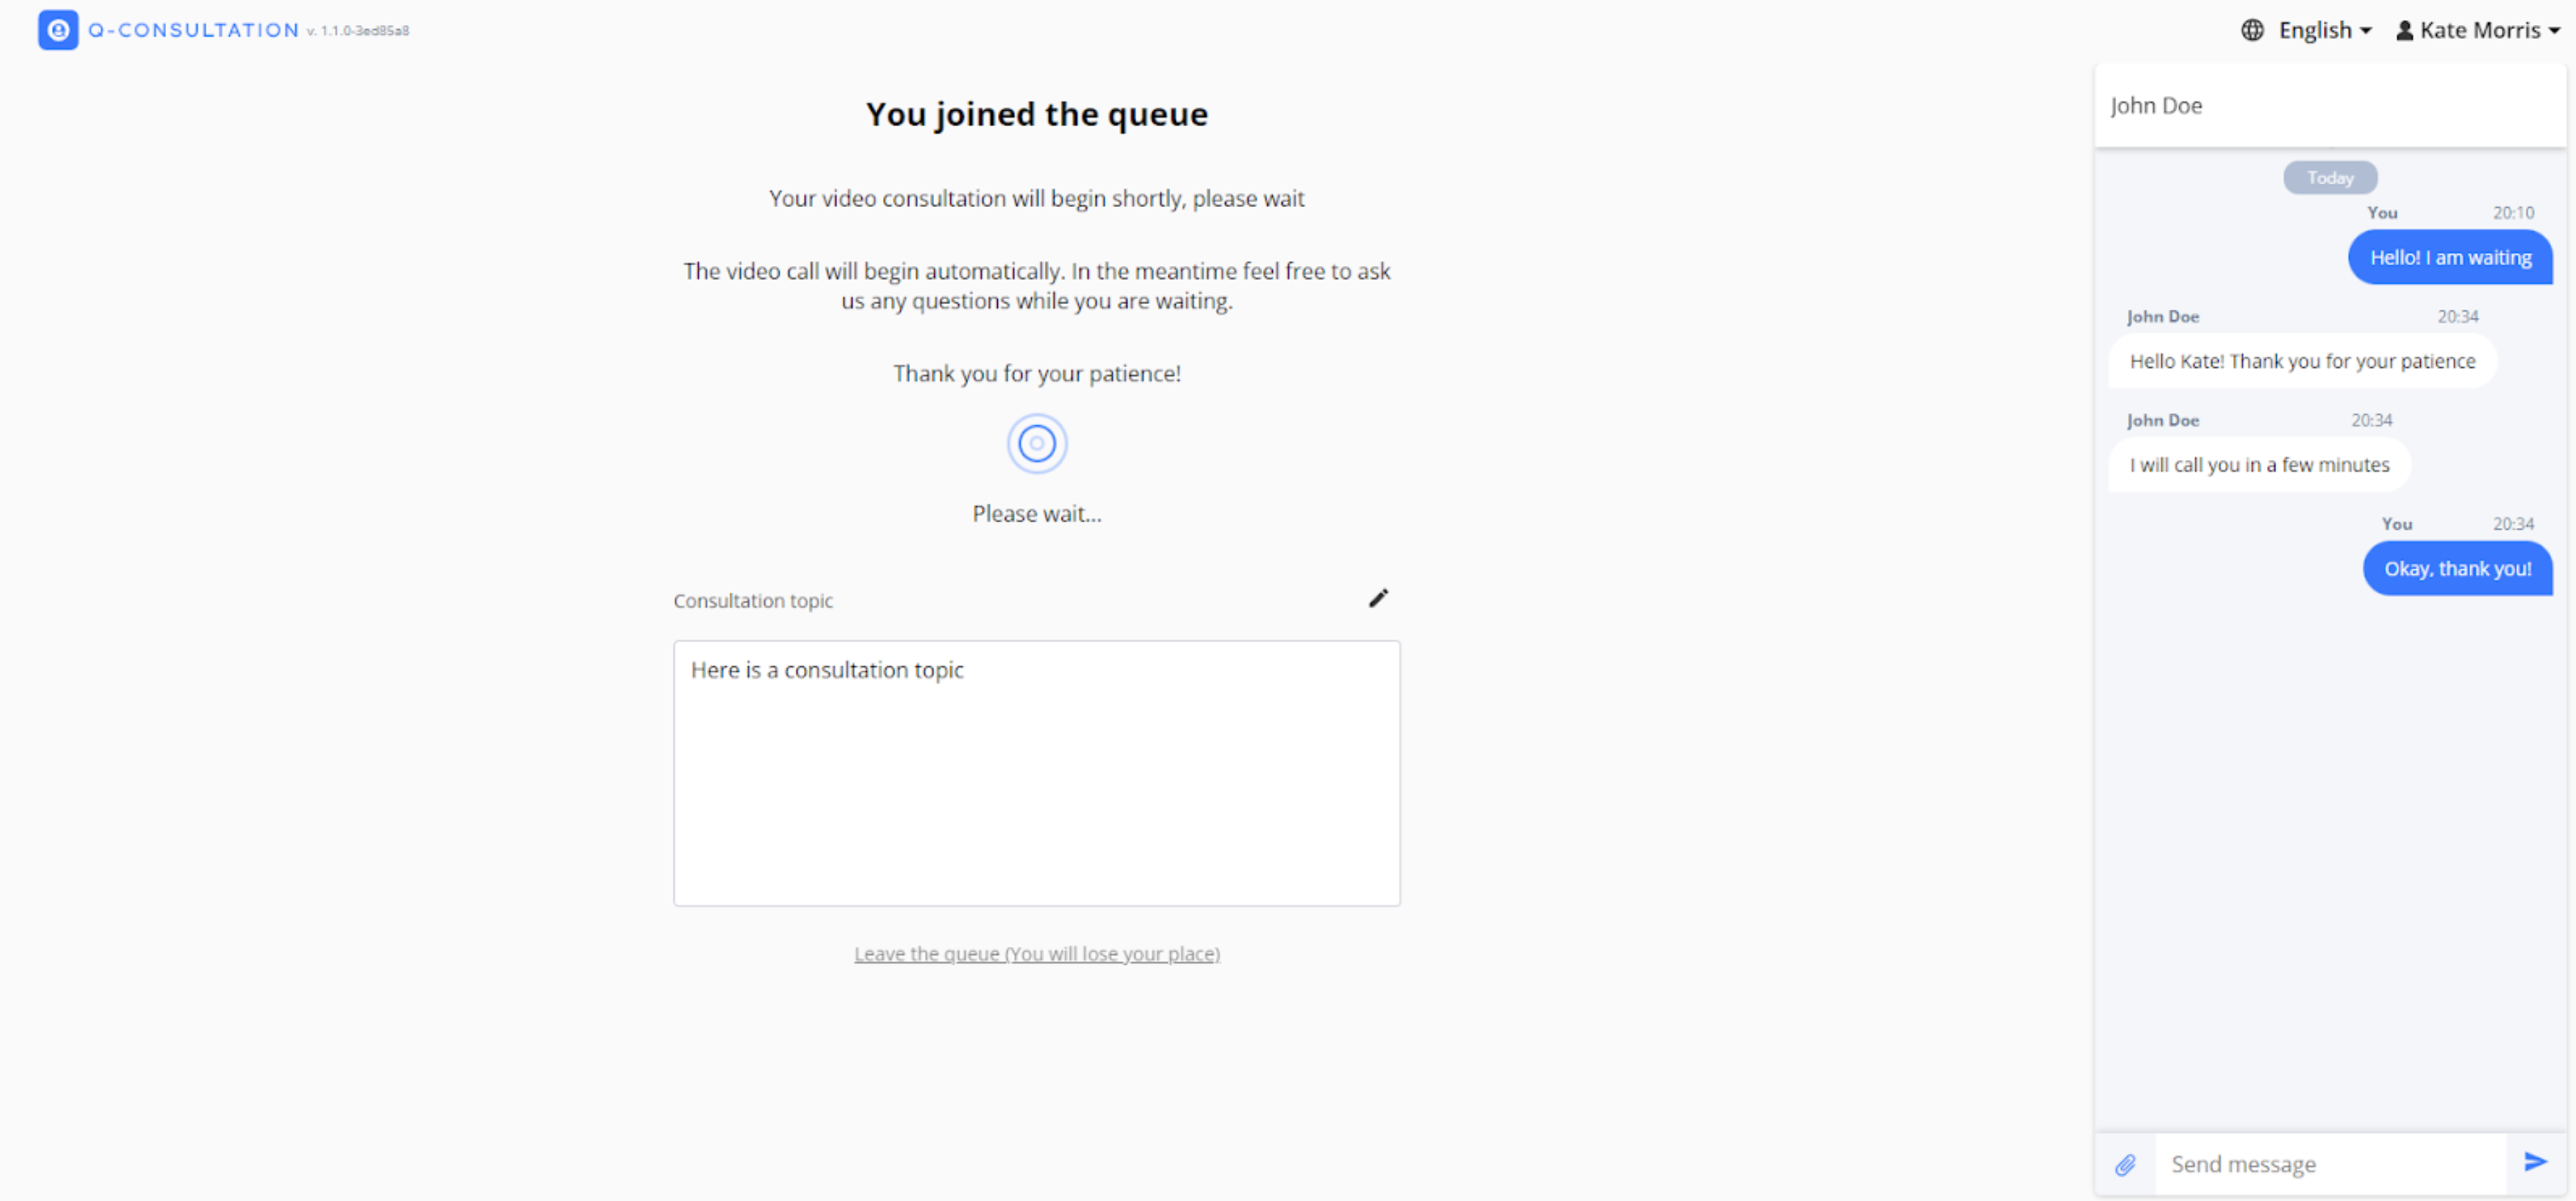 Q-CONSULTATION v. 1.1.0-3ed85a8
English
Kate Morris
You joined the queue
Your video consultation will begin shortly, please wait
The video call will begin automatically. In the meantime feel free to ask
us any questions while you are waiting.
Thank you for your patience!
Please wait...
Consultation topic
Here is a consultation topic
Leave the queue (You will lose your place)
John Doe
Today
You 20:10
Hello! I am waiting
John Doe 20:34
Hello Kate! Thank you for your patience
John Doe 20:34
I will call you in a few minutes
You 20:34
Okay, thank you!
Send message